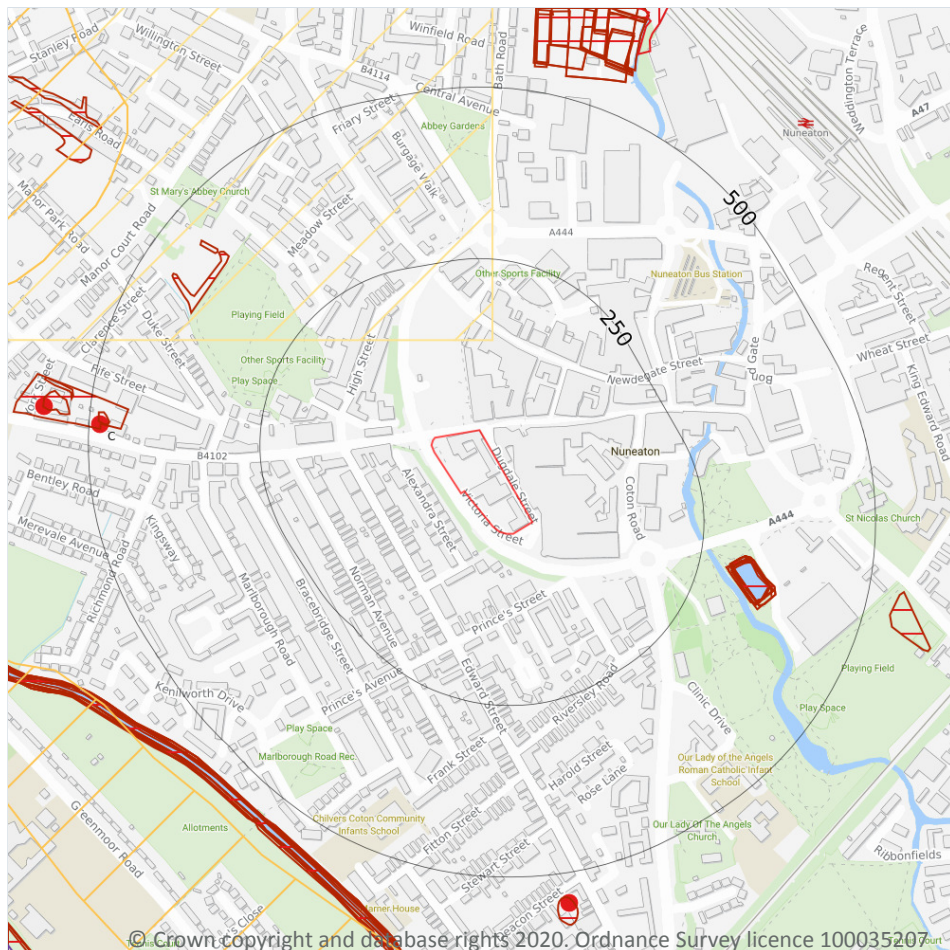 Stanley Road
Willington Street
Winfield Road
Bath Road
B4114
Central Avenue
Weddington Terrace
A47
Friary Street
Abbey Gardens
Nuneaton
Earls Road
Burgage Walk
St Mary's Abbey Church
500
Manor Park Road
Manor Court Road
Meadow Street
A444
Other Sports Facility
Nuneaton Bus Station
Regent Street
Clarence Street
Duke Street
Playing Field
250
Wheat Street
High Street
Other Sports Facility
Play Space
Fife Street
Newdegate Street
King Edward Road
C
B4102
Dugdale Street
Nuneaton
Bentley Road
Alexandra Street
Victoria Street
Coton Road
A444
St Nicolas Church
Merevale Avenue
Kingsway
Richmond Road
Norman Avenue
Marlborough Road
Bracebridge Street
Prince's Street
Playing Field
Kenilworth Drive
Prince's Avenue
Edward Street
Riversley Road
Clinic Drive
Play Space
Play Space
Marlborough Road Rec.
Frank Street
Harold Street
Rose Lane
Our Lady of the Angels
Roman Catholic Infant
School
Greenmoor Road
Allotments
Chilvers Coton Community
Infants School
Fitton Street
Our Lady Of The Angels
Church
Stewart Street
Ribbonfields
© Crown copyright and database rights 2020. Ordnance Survey licence 100035207.